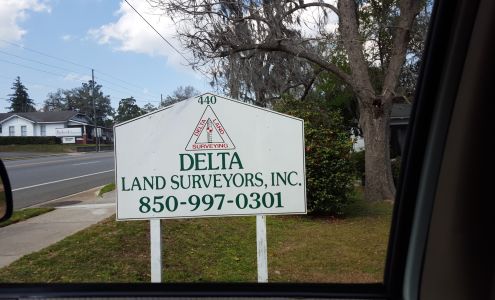 440
DELTA LAND
SURVEYING
DELTA
LAND SURVEYORS, INC.
850-997-0301